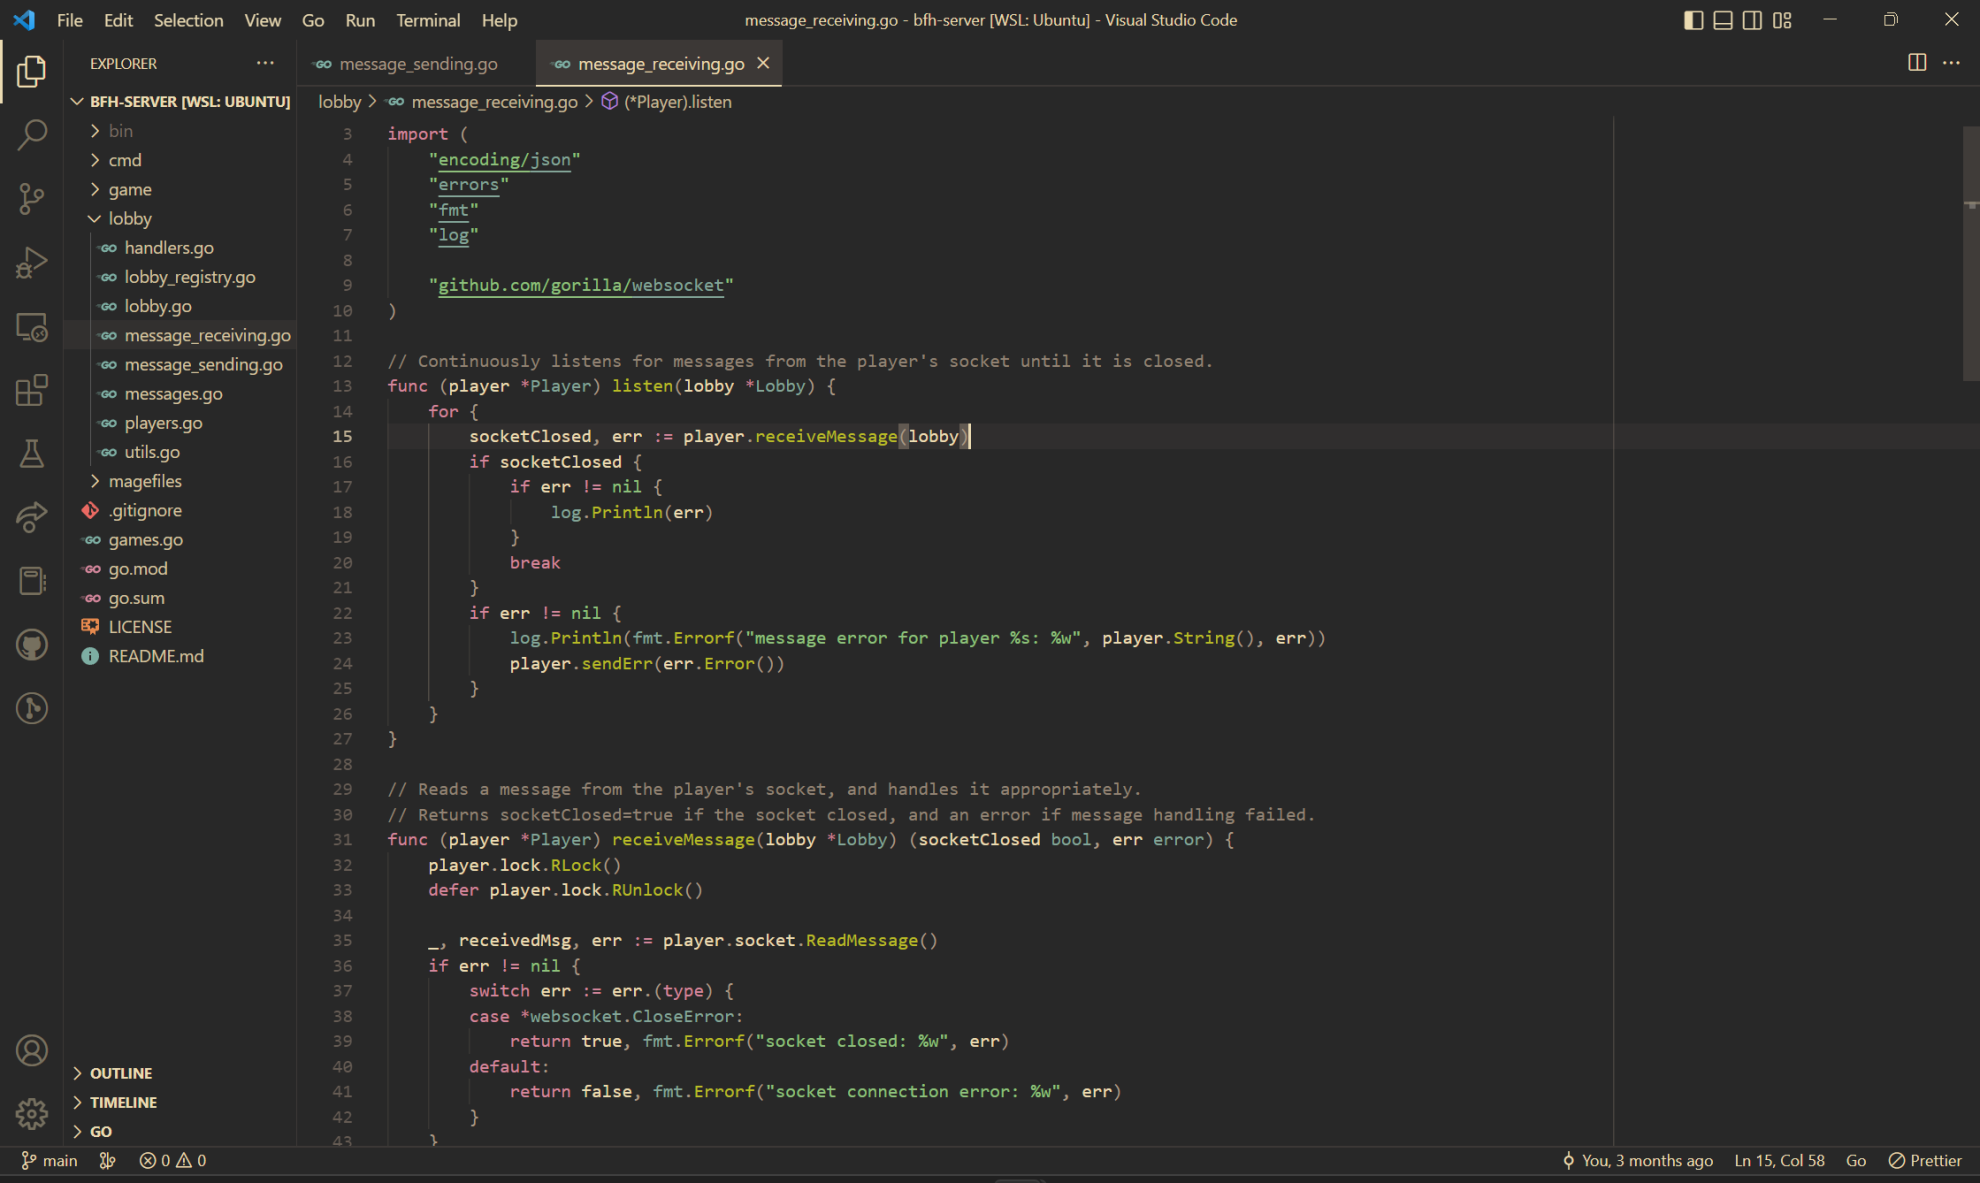 File Edit Selection View Go Run Terminal Help
message_receiving.go - bfh-server [WSL: Ubuntu] - Visual Studio Code
EXPLORER
BFH-SERVER [WSL: UBUNTU]
bin
cmd
game
lobby
handlers.go
lobby_registry.go
lobby.go
message_receiving.go
message_sending.go
messages.go
players.go
utils.go
magefiles
.gitignore
games.go
go.mod
go.sum
LICENSE
README.md
OUTLINE
TIMELINE
GO
message_sending.go
message_receiving.go
lobby > message_receiving.go > (*Player).listen
3 import (
4 "encoding/json"
5 "errors"
6 "fmt"
7 "log"
8
9 "github.com/gorilla/websocket"
10 )
11
12 // Continuously listens for messages from the player's socket until it is closed.
13 func (player *Player) listen(lobby *Lobby) {
14 for {
15 socketClosed, err := player.receiveMessage(lobby)
16 if socketClosed {
17 if err != nil {
18 log.Println(err)
19 }
20 break
21 }
22 if err != nil {
23 log.Println(fmt.Errorf("message error for player %s: %w", player.String(), err))
24 player.sendErr(err.Error())
25 }
26 }
27 }
28
29 // Reads a message from the player's socket, and handles it appropriately.
30 // Returns socketClosed=true if the socket closed, and an error if message handling failed.
31 func (player *Player) receiveMessage(lobby *Lobby) (socketClosed bool, err error) {
32 player.lock.RLock()
33 defer player.lock.RUnlock()
34
35 _, receivedMsg, err := player.socket.ReadMessage()
36 if err != nil {
37 switch err := err.(type) {
38 case *websocket.CloseError:
39 return true, fmt.Errorf("socket closed: %w", err)
40 default:
41 return false, fmt.Errorf("socket connection error: %w", err)
42 }
43 }
main 0 0
You, 3 months ago Ln 15, Col 58 Go Prettier